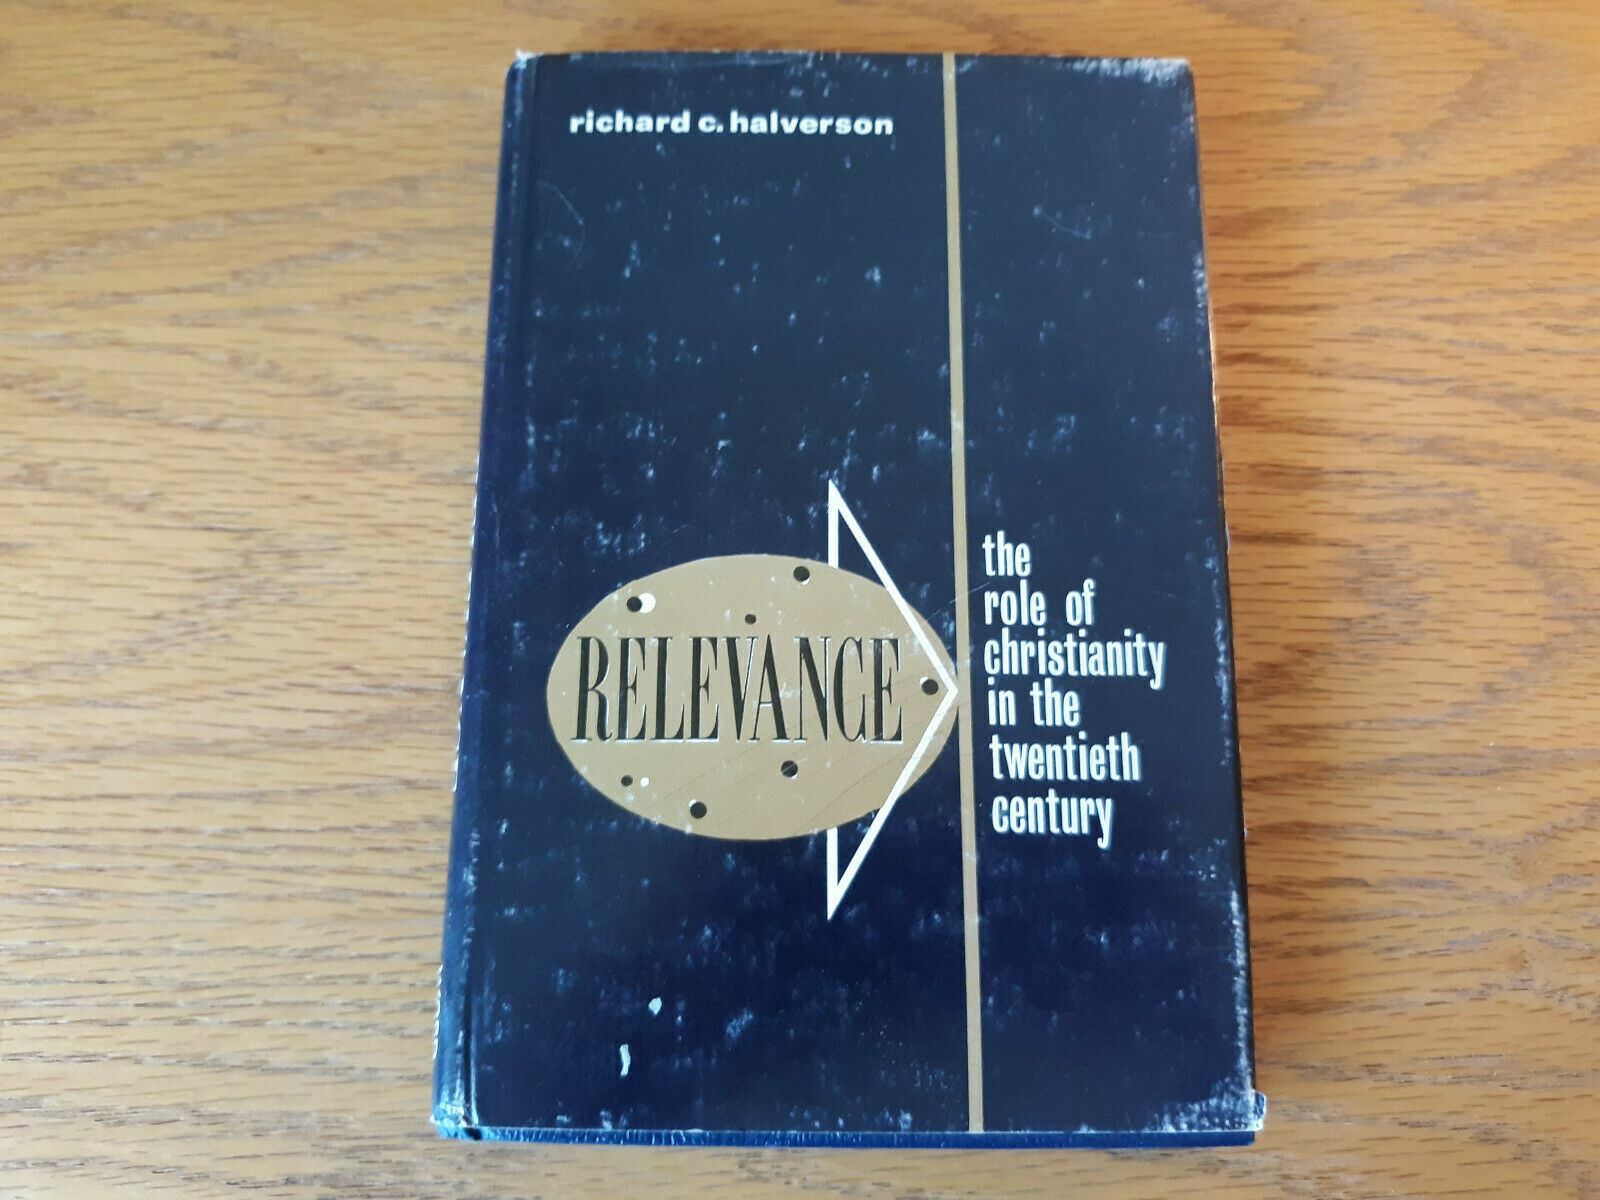 richard c. halverson
RELEVANCE
the
role of
christianity
in the
twentieth
century